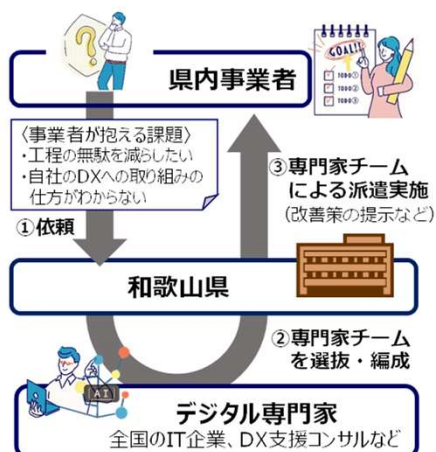 GOAL!!
TODO①
TODO②
TODO③
県内事業者
〈事業者が抱える課題〉
・工程の無駄を減らしたい
・自社のDXへの取り組みの
仕方がわからない
①依頼
③専門家チーム
による派遣実施
(改善策の提示など)
和歌山県
②専門家チーム
を選抜・編成
AI
デジタル専門家
全国のIT企業、DX支援コンサルなど